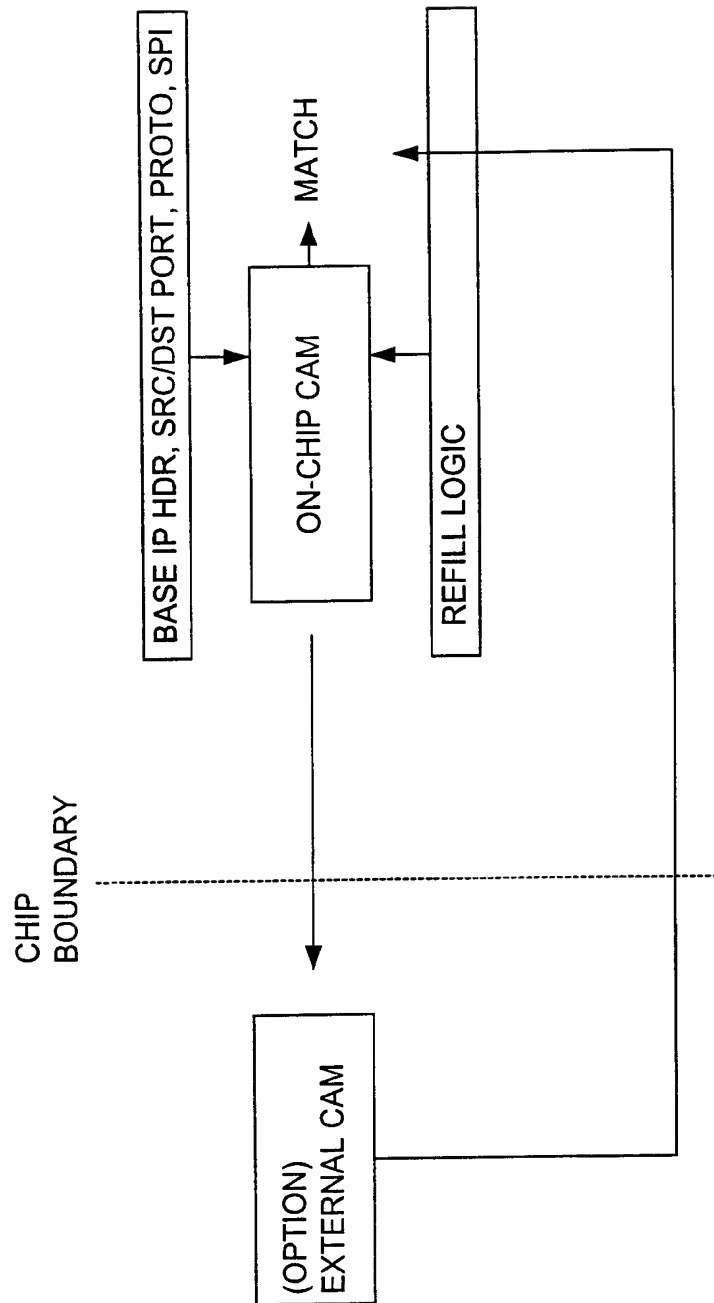 CHIP
BOUNDARY
BASE IP HDR, SRC/DST PORT, PROTO, SPI
(OPTION)
EXTERNAL CAM
ON-CHIP CAM
MATCH
REFILL LOGIC